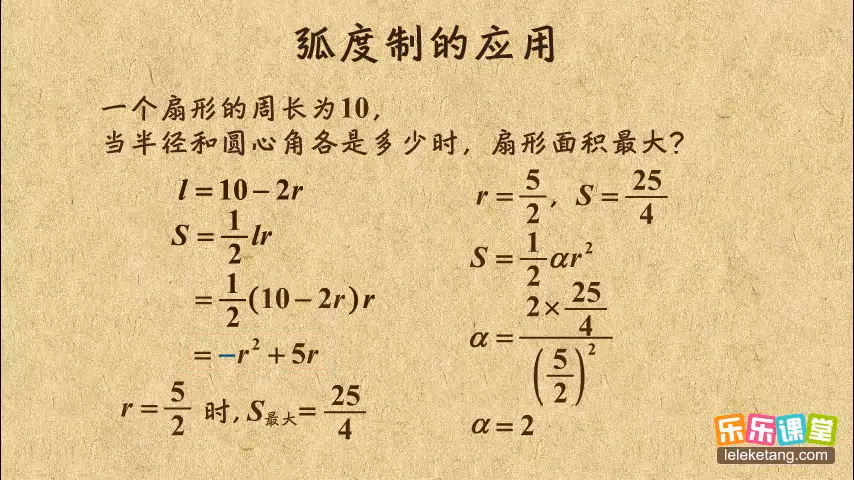 弧度制的应用
一个扇形的周长为10，
当半径和圆心角各是多少时，扇形面积最大？
l = 10 − 2r
S = 1/2 lr
= 1/2 (10 − 2r) r
= −r² + 5r
r = 5/2 时，S最大 = 25/4
r = 5/2，S = 25/4
S = 1/2 αr²
α = (2 × 25/4) / (5/2)²
α = 2
乐乐课堂
leleketang.com